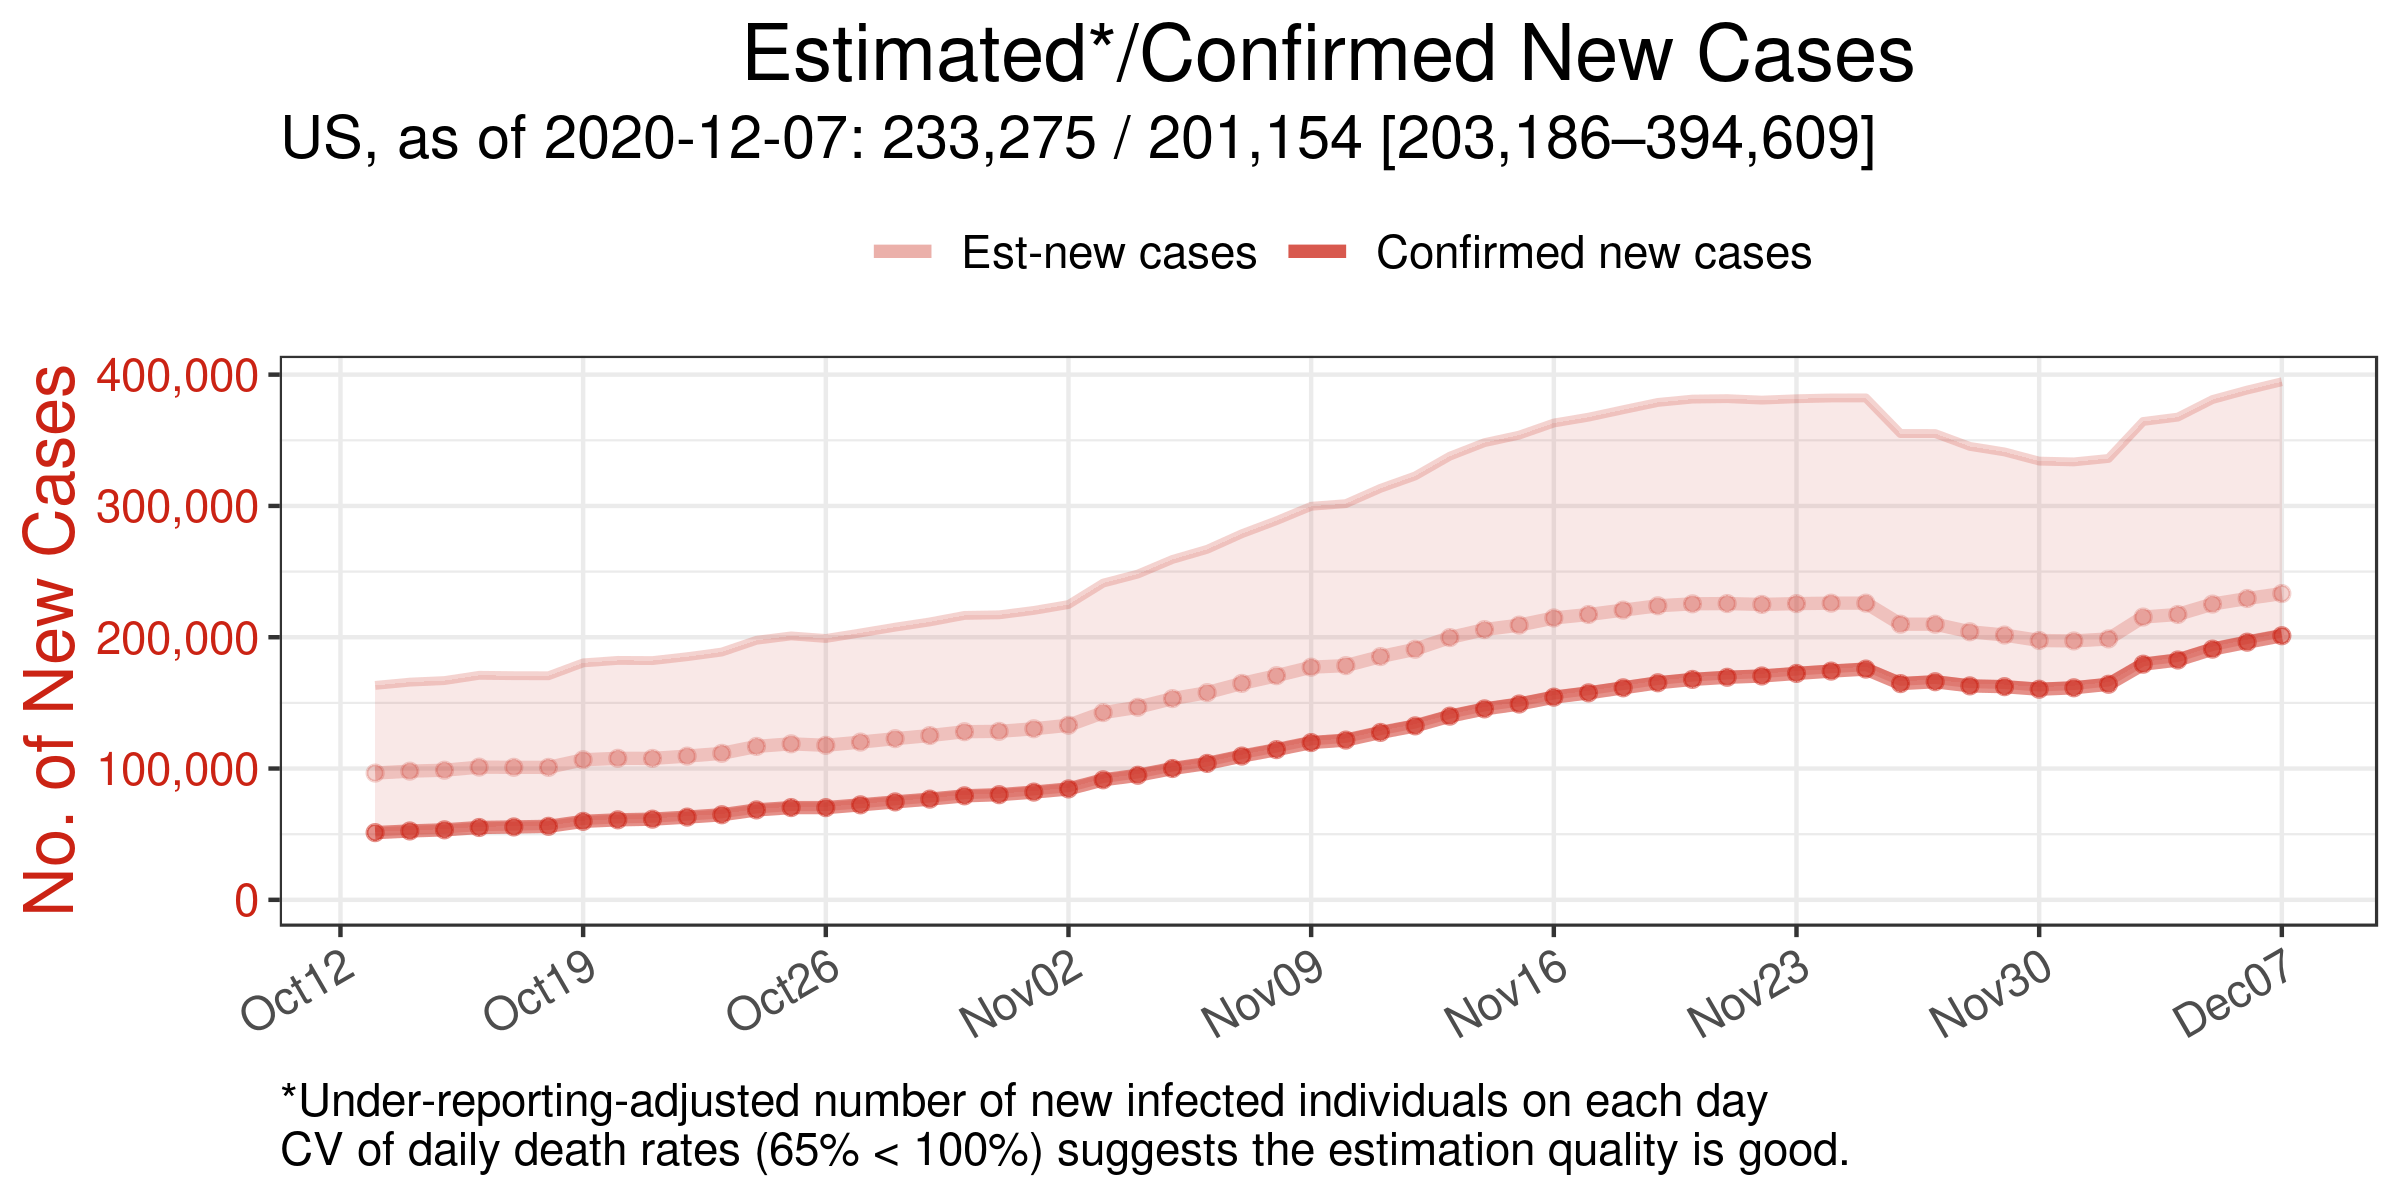 Estimated*/Confirmed New Cases
US, as of 2020-12-07: 233,275 / 201,154 [203,186–394,609]
Est-new cases
Confirmed new cases
No. of New Cases
400,000
300,000
200,000
100,000
0
Oct12
Oct19
Oct26
Nov02
Nov09
Nov16
Nov23
Nov30
Dec07
*Under-reporting-adjusted number of new infected individuals on each day
CV of daily death rates (65% < 100%) suggests the estimation quality is good.